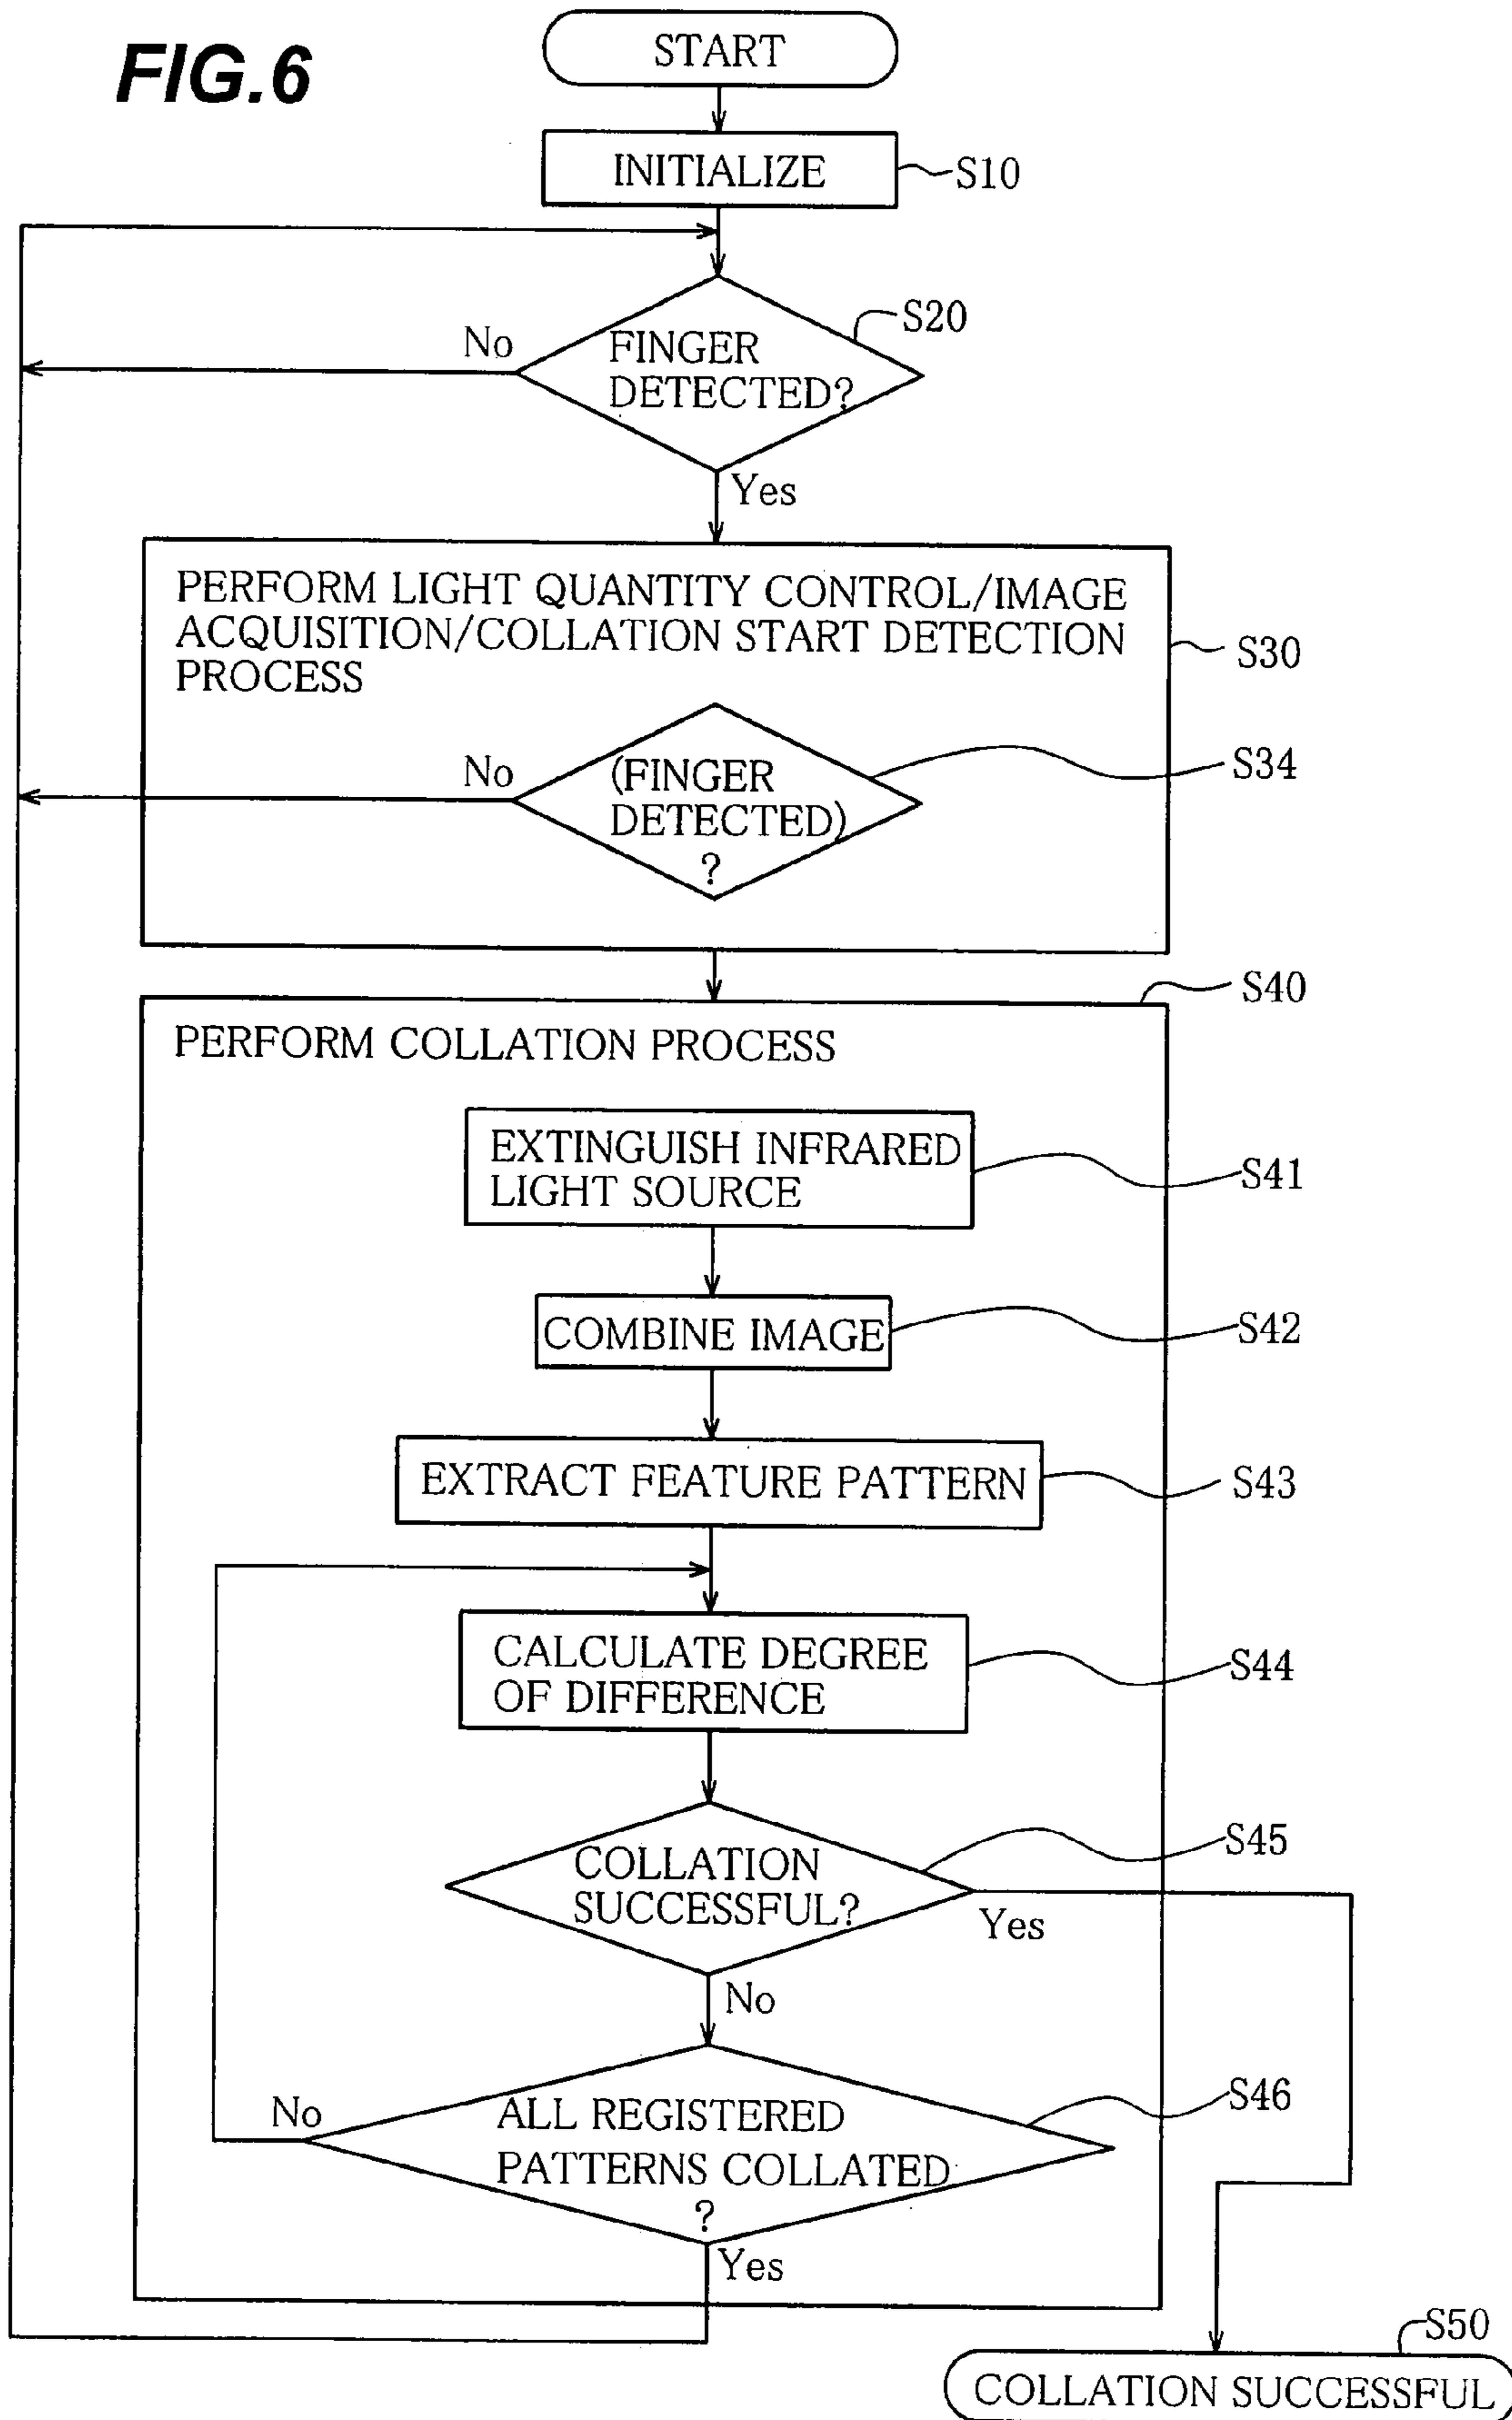 FIG.6
START
INITIALIZE
S10
S20
No
FINGER
DETECTED?
Yes
PERFORM LIGHT QUANTITY CONTROL/IMAGE
ACQUISITION/COLLATION START DETECTION
PROCESS
S30
No
(FINGER
DETECTED)
?
S34
S40
PERFORM COLLATION PROCESS
EXTINGUISH INFRARED
LIGHT SOURCE
S41
COMBINE IMAGE
S42
EXTRACT FEATURE PATTERN
S43
CALCULATE DEGREE
OF DIFFERENCE
S44
COLLATION
SUCCESSFUL?
S45
Yes
No
No
ALL REGISTERED
PATTERNS COLLATED
?
S46
Yes
S50
COLLATION SUCCESSFUL